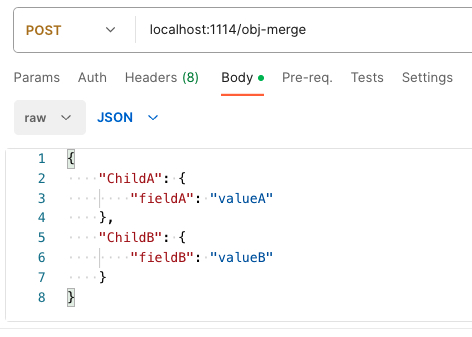 POST localhost:1114/obj-merge
Params Auth Headers (8) Body Pre-req. Tests Settings
raw JSON
1 {
2 "ChildA": {
3 "fieldA": "valueA"
4 },
5 "ChildB": {
6 "fieldB": "valueB"
7 }
8 }